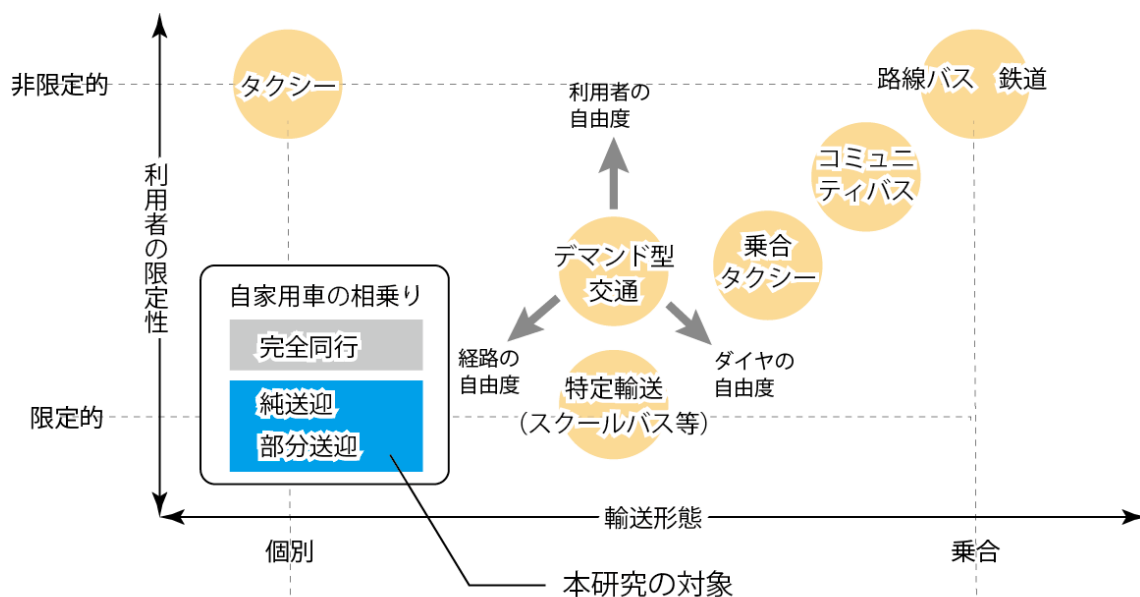 非限定的
タクシー
路線バス 鉄道
利用者の
自由度
コミュニ
ティバス
利用者の限定性
デマンド型
交通
乗合
タクシー
自家用車の相乗り
完全同行
純送迎
部分送迎
経路の
自由度
ダイヤの
自由度
特定輸送
（スクールバス等）
限定的
輸送形態
個別
乗合
本研究の対象